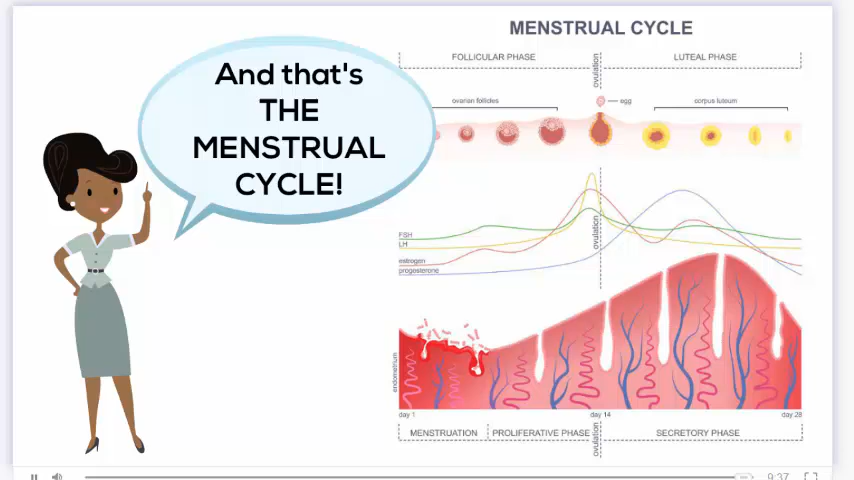 MENSTRUAL CYCLE
FOLLICULAR PHASE
ovulation
LUTEAL PHASE
And that's
THE
MENSTRUAL
CYCLE!
ovarian follicles
egg
corpus luteum
FSH
LH
estrogen
progesterone
ovulation
endometrium
day 1
day 14
day 28
MENSTRUATION
PROLIFERATIVE PHASE
ovulation
SECRETORY PHASE
9:37